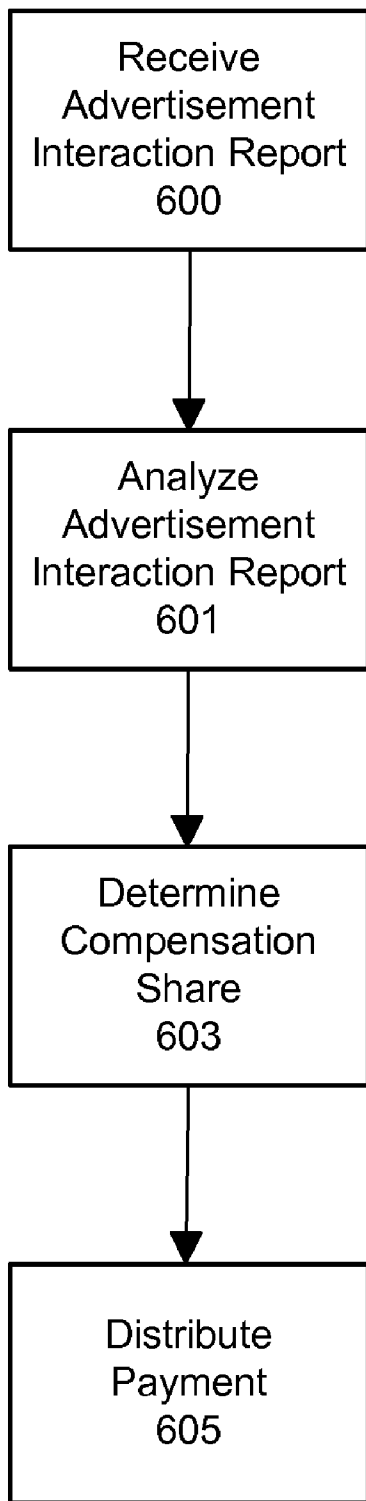 Receive
Advertisement
Interaction Report
600
Analyze
Advertisement
Interaction Report
601
Determine
Compensation
Share
603
Distribute
Payment
605